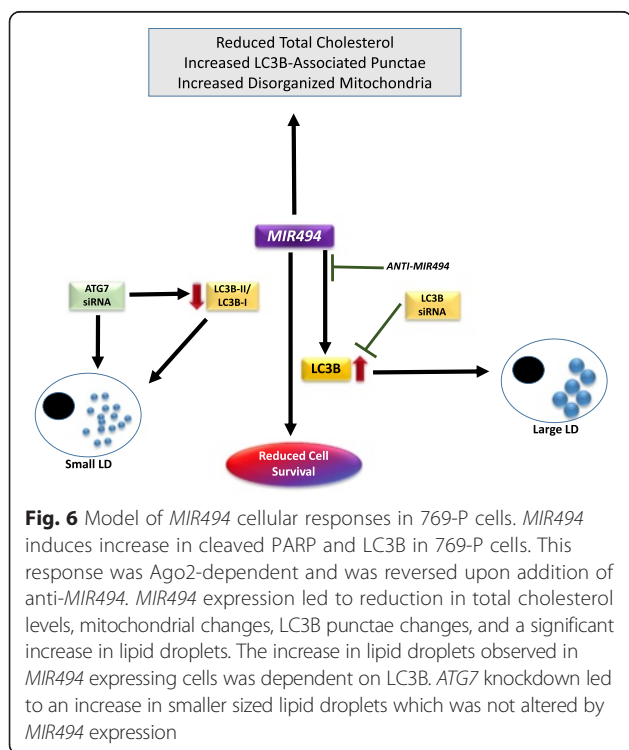 Reduced Total Cholesterol
Increased LC3B-Associated Punctae
Increased Disorganized Mitochondria
MIR494
ANTI-MIR494
ATG7
siRNA
LC3B-II/
LC3B-I
LC3B
siRNA
LC3B
Small LD
Large LD
Reduced Cell
Survival
Fig. 6 Model of MIR494 cellular responses in 769-P cells. MIR494
induces increase in cleaved PARP and LC3B in 769-P cells. This
response was Ago2-dependent and was reversed upon addition of
anti-MIR494. MIR494 expression led to reduction in total cholesterol
levels, mitochondrial changes, LC3B punctae changes, and a significant
increase in lipid droplets. The increase in lipid droplets observed in
MIR494 expressing cells was dependent on LC3B. ATG7 knockdown led
to an increase in smaller sized lipid droplets which was not altered by
MIR494 expression